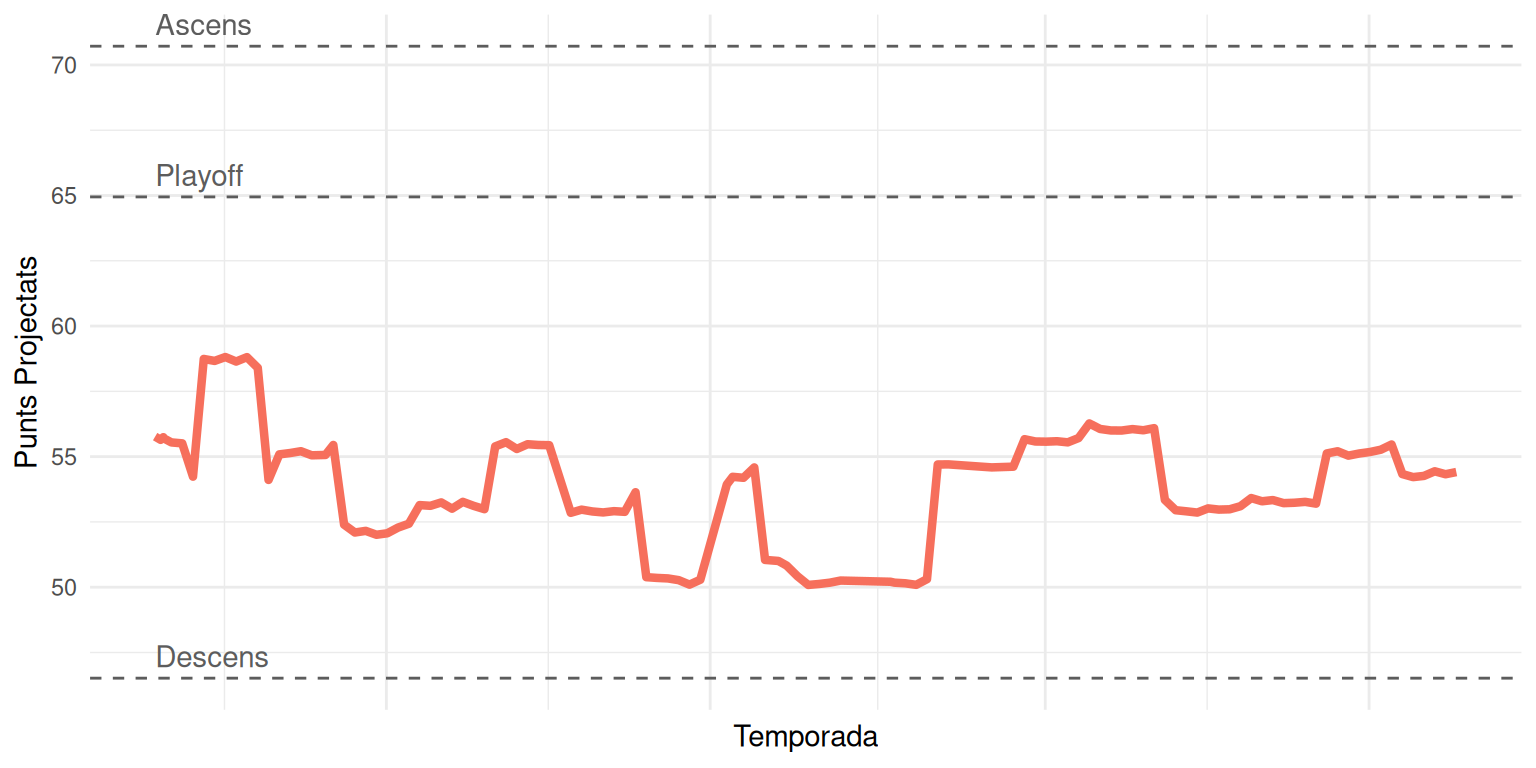 Ascens
70
Playoff
65
Punts Projectats
60
55
50
Descens
Temporada